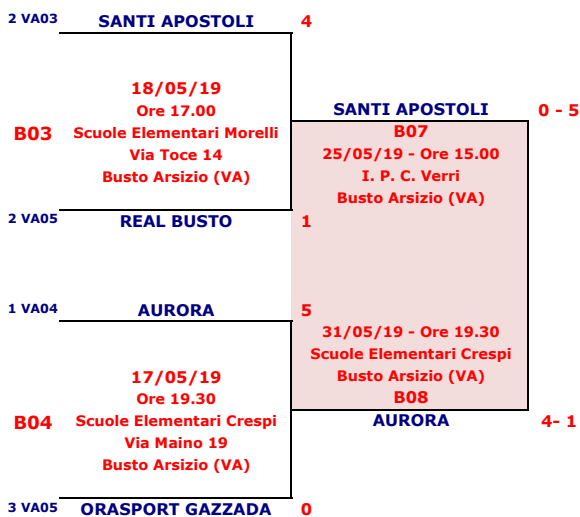 2 VA03 SANTI APOSTOLI 4
18/05/19
Ore 17.00
B03 Scuole Elementari Morelli
Via Toce 14
Busto Arsizio (VA)
2 VA05 REAL BUSTO 1
SANTI APOSTOLI 0 - 5
B07
25/05/19 - Ore 15.00
I. P. C. Verri
Busto Arsizio (VA)
1 VA04 AURORA 5
17/05/19
Ore 19.30
B04 Scuole Elementari Crespi
Via Maino 19
Busto Arsizio (VA)
3 VA05 ORASPORT GAZZADA 0
31/05/19 - Ore 19.30
Scuole Elementari Crespi
Busto Arsizio (VA)
B08
AURORA 4- 1